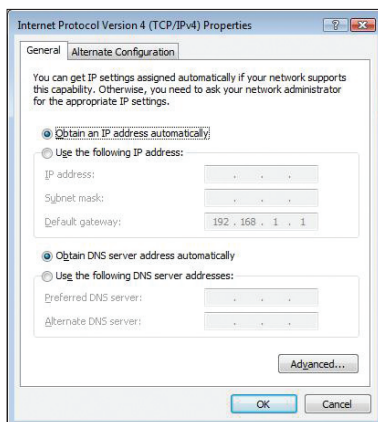 Internet Protocol Version 4 (TCP/IPv4) Properties
General
Alternate Configuration
You can get IP settings assigned automatically if your network supports
this capability. Otherwise, you need to ask your network administrator
for the appropriate IP settings.
Obtain an IP address automatically
Use the following IP address:
IP address:
Subnet mask:
Default gateway: 192 . 168 . 1 . 1
Obtain DNS server address automatically
Use the following DNS server addresses:
Preferred DNS server:
Alternate DNS server:
Advanced...
OK
Cancel